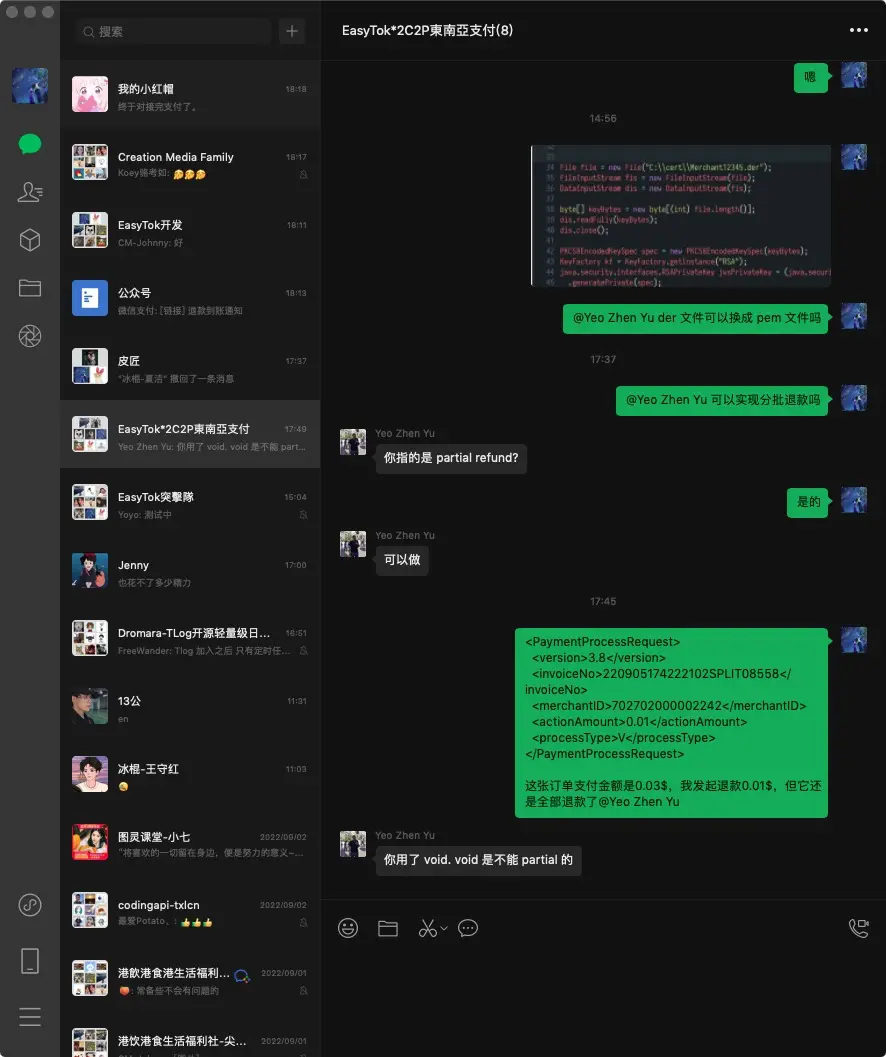 搜索
我的小红帽
18:18
终于对接完支付了。
Creation Media Family
18:17
Koey骆考如:
EasyTok开发
18:11
CM-Johnny: 好
公众号
18:13
微信支付: [链接] 退款到账通知
皮匠
17:37
"冰棍-夏洁" 撤回了一条消息
EasyTok*2C2P東南亞支付
17:49
Yeo Zhen Yu: 你用了 void. void 是不能 part...
EasyTok突擊隊
15:04
Yoyo: 测试中
Jenny
17:00
也花不了多少精力
Dromara-TLog开源轻量级日...
16:51
FreeWander: Tlog 加入之后 只有定时任...
13公
11:31
en
冰棍-王守红
11:03
图灵课堂-小七
2022/09/02
"将喜欢的一切留在身边，便是努力的意义~...
codingapi-txlcn
2022/09/02
最爱Potato、:
港飲港食港生活福利...
2022/09/01
: 常备些不会有问题的
港饮港食生活福利社-尖...
2022/09/01
EasyTok*2C2P東南亞支付(8)
嗯
14:56
32
33
34 File file = new File("C:\\cert\\Merchant12345.der");
35 FileInputStream fis = new FileInputStream(file);
36 DataInputStream dis = new DataInputStream(fis);
37
38 byte[] keyBytes = new byte[(int) file.length()];
39 dis.readFully(keyBytes);
40 dis.close();
41
42 PKCS8EncodedKeySpec spec = new PKCS8EncodedKeySpec(keyBytes);
43 KeyFactory kf = KeyFactory.getInstance("RSA");
44 java.security.interfaces.RSAPrivateKey jwsPrivateKey = (java.securi
45 .generatePrivate(spec);
@Yeo Zhen Yu der 文件可以换成 pem 文件吗
17:37
@Yeo Zhen Yu 可以实现分批退款吗
Yeo Zhen Yu
你指的是 partial refund?
是的
Yeo Zhen Yu
可以做
17:45
<PaymentProcessRequest>
<version>3.8</version>
<invoiceNo>220905174222102SPLIT08558</
invoiceNo>
<merchantID>702702000002242</merchantID>
<actionAmount>0.01</actionAmount>
<processType>V</processType>
</PaymentProcessRequest>
这张订单支付金额是0.03$，我发起退款0.01$，但它还
是全部退款了@Yeo Zhen Yu
Yeo Zhen Yu
你用了 void. void 是不能 partial 的